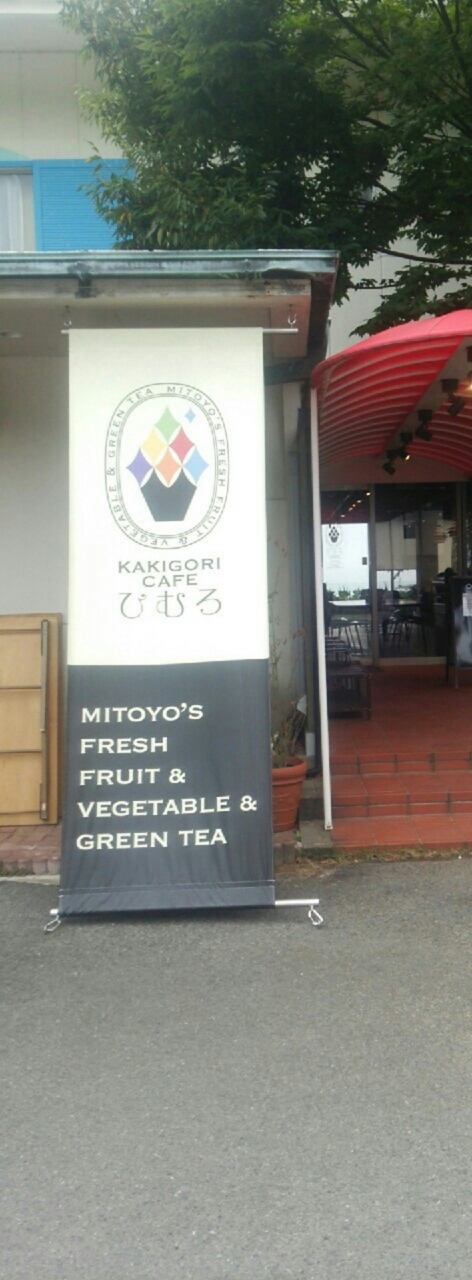 MITOYO'S FRESH FRUIT & VEGETABLE & GREEN TEA
KAKIGORI
CAFE
ひむろ
MITOYO'S
FRESH
FRUIT &
VEGETABLE &
GREEN TEA